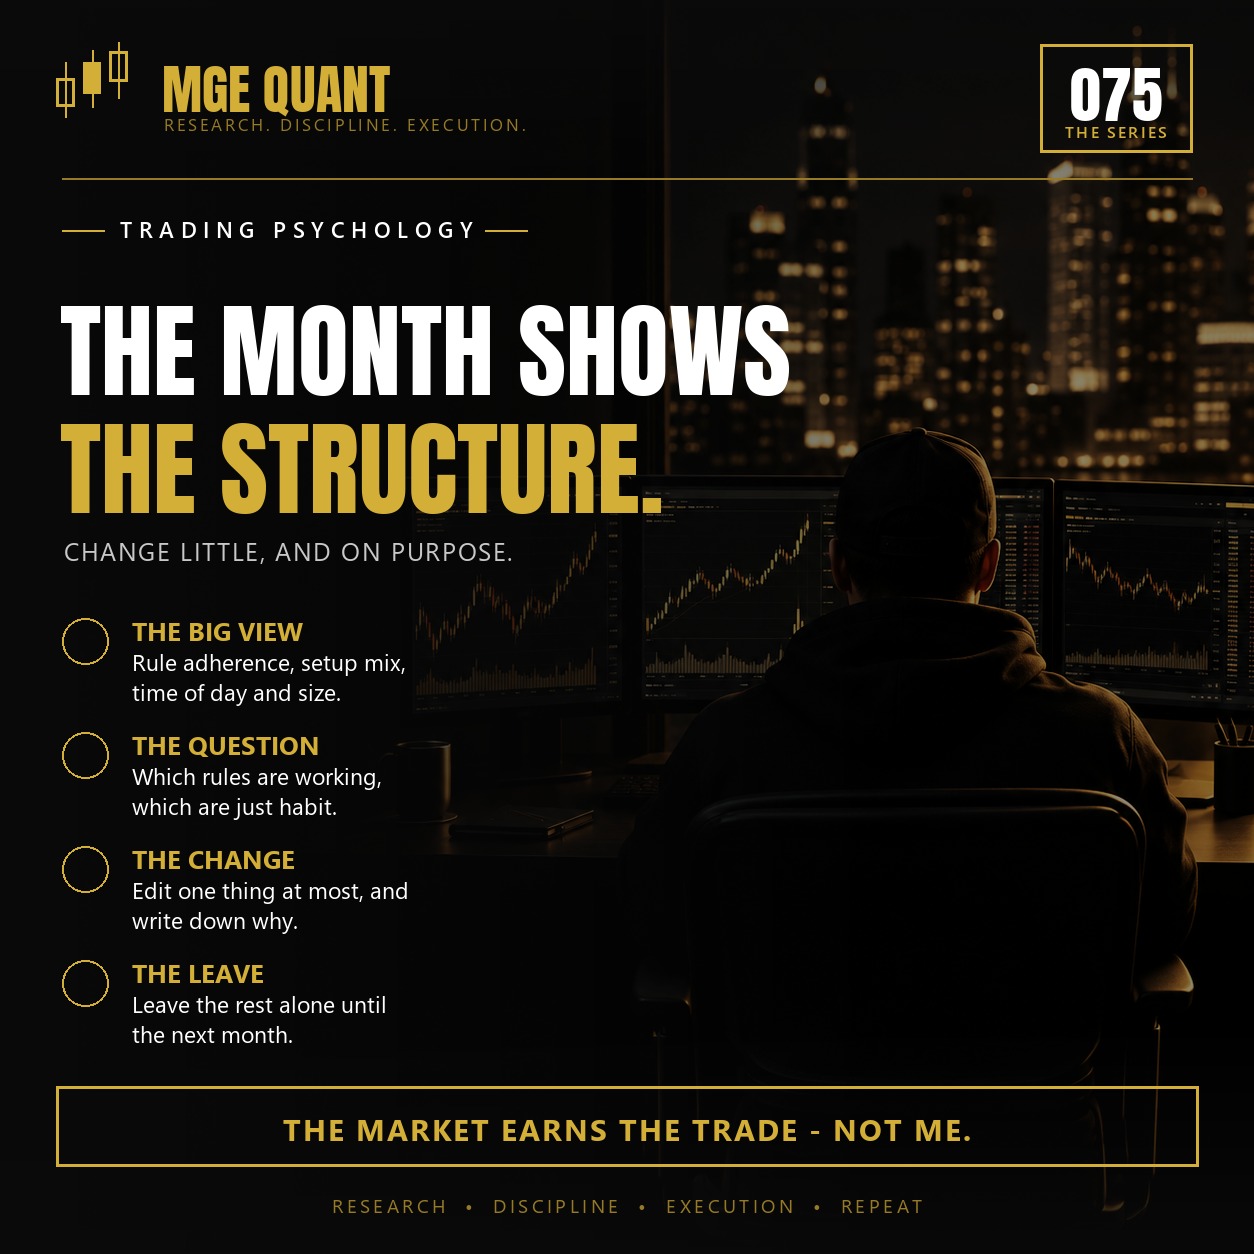 MGE QUANT
RESEARCH. DISCIPLINE. EXECUTION.
075
THE SERIES
TRADING PSYCHOLOGY
THE MONTH SHOWS
THE STRUCTURE.
CHANGE LITTLE, AND ON PURPOSE.
THE BIG VIEW
Rule adherence, setup mix,
time of day and size.
THE QUESTION
Which rules are working,
which are just habit.
THE CHANGE
Edit one thing at most, and
write down why.
THE LEAVE
Leave the rest alone until
the next month.
THE MARKET EARNS THE TRADE - NOT ME.
RESEARCH • DISCIPLINE • EXECUTION • REPEAT